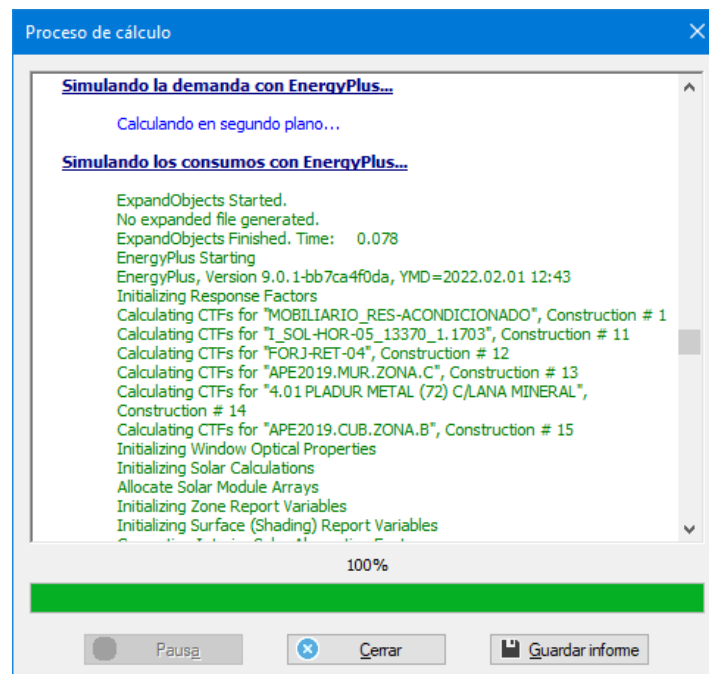 Proceso de cálculo
Simulando la demanda con EnergyPlus...
Calculando en segundo plano...
Simulando los consumos con EnergyPlus...
ExpandObjects Started.
No expanded file generated.
ExpandObjects Finished. Time: 0.078
EnergyPlus Starting
EnergyPlus, Version 9.0.1-bb7ca4f0da, YMD=2022.02.01 12:43
Initializing Response Factors
Calculating CTFs for "MOBILIARIO_RES-ACONDICIONADO", Construction # 1
Calculating CTFs for "I_SOL-HOR-05_13370_1.1703", Construction # 11
Calculating CTFs for "FORJ-RET-04", Construction # 12
Calculating CTFs for "APE2019.MUR.ZONA.C", Construction # 13
Calculating CTFs for "4.01 PLADUR METAL (72) C/LANA MINERAL",
Construction # 14
Calculating CTFs for "APE2019.CUB.ZONA.B", Construction # 15
Initializing Window Optical Properties
Initializing Solar Calculations
Allocate Solar Module Arrays
Initializing Zone Report Variables
Initializing Surface (Shading) Report Variables
100%
Pausa
Cerrar
Guardar informe